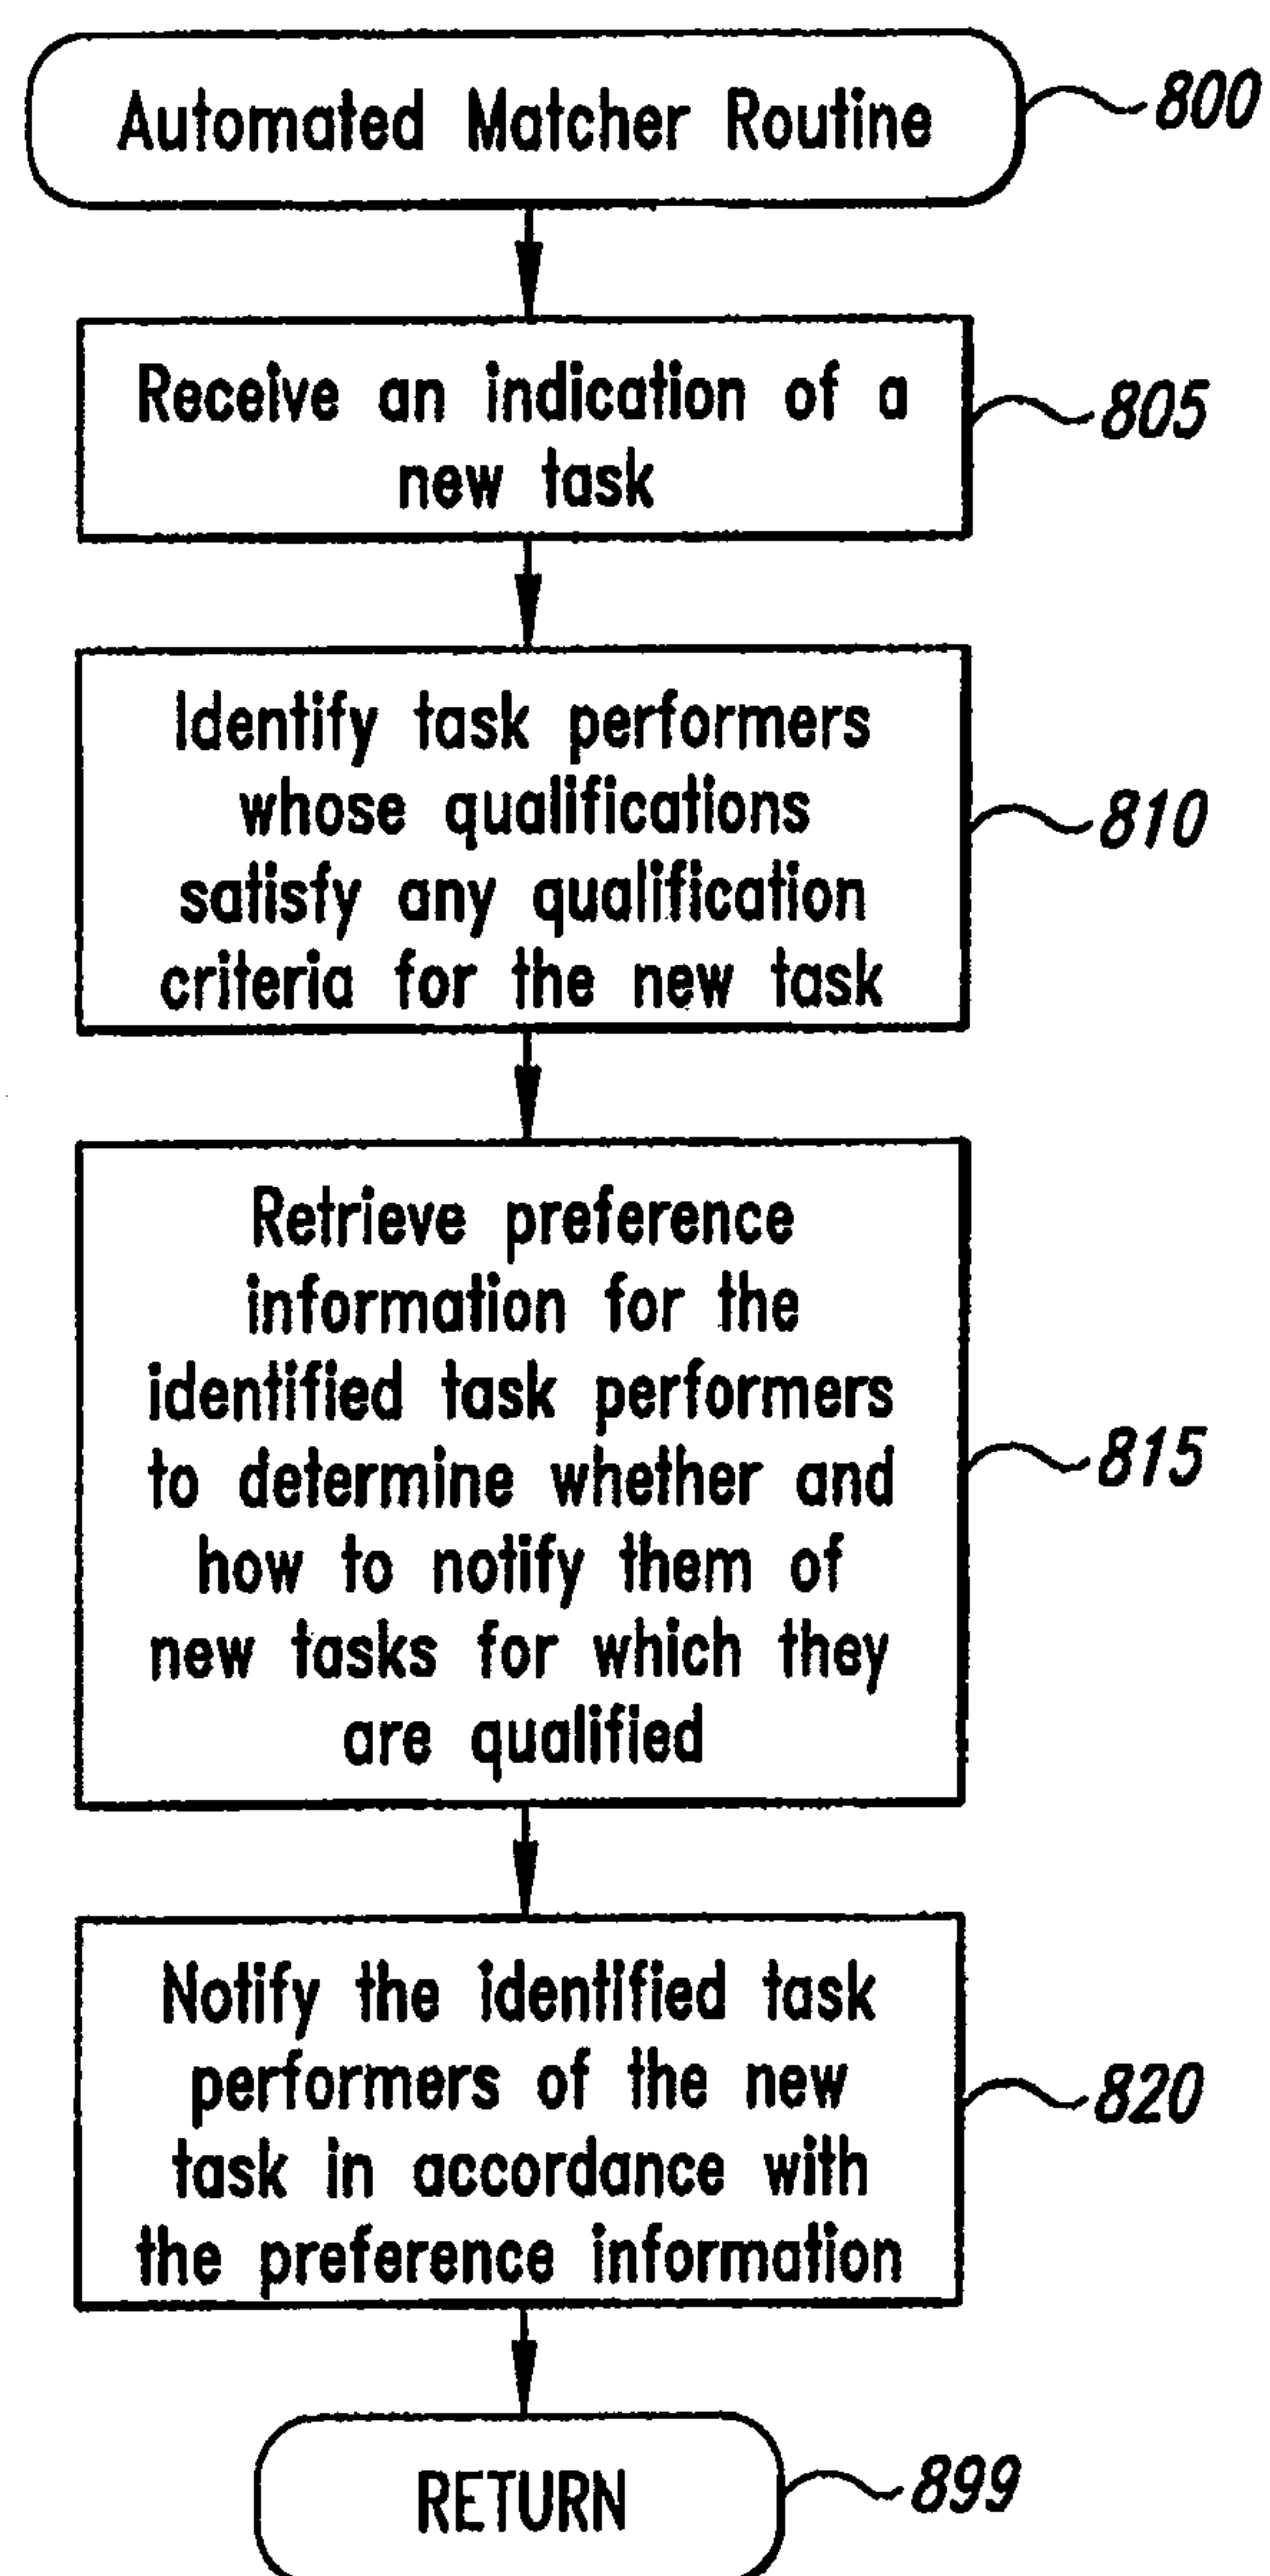 Automated Matcher Routine
800
Receive an indication of a
new task
805
Identify task performers
whose qualifications
satisfy any qualification
criteria for the new task
810
Retrieve preference
information for the
identified task performers
to determine whether and
how to notify them of
new tasks for which they
are qualified
815
Notify the identified task
performers of the new
task in accordance with
the preference information
820
RETURN
899